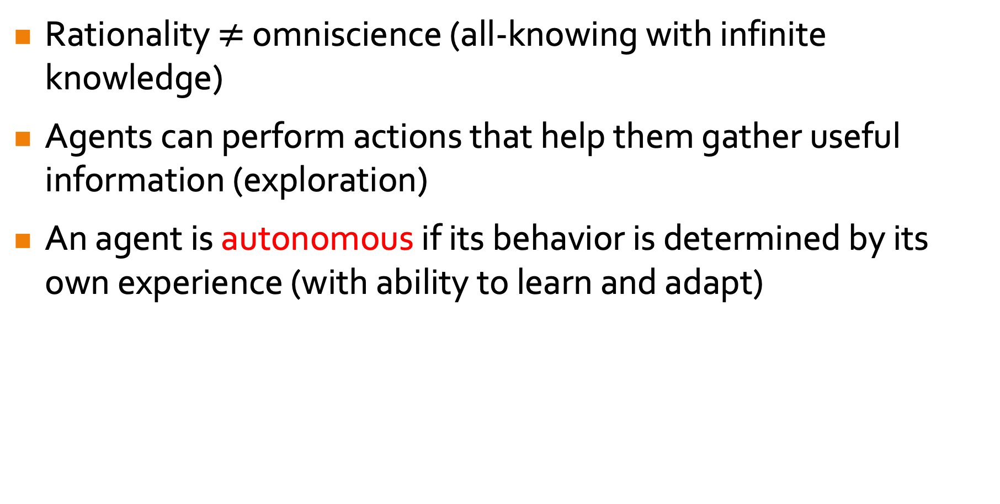 Rationality ≠ omniscience (all-knowing with infinite
knowledge)
Agents can perform actions that help them gather useful
information (exploration)
An agent is autonomous if its behavior is determined by its
own experience (with ability to learn and adapt)